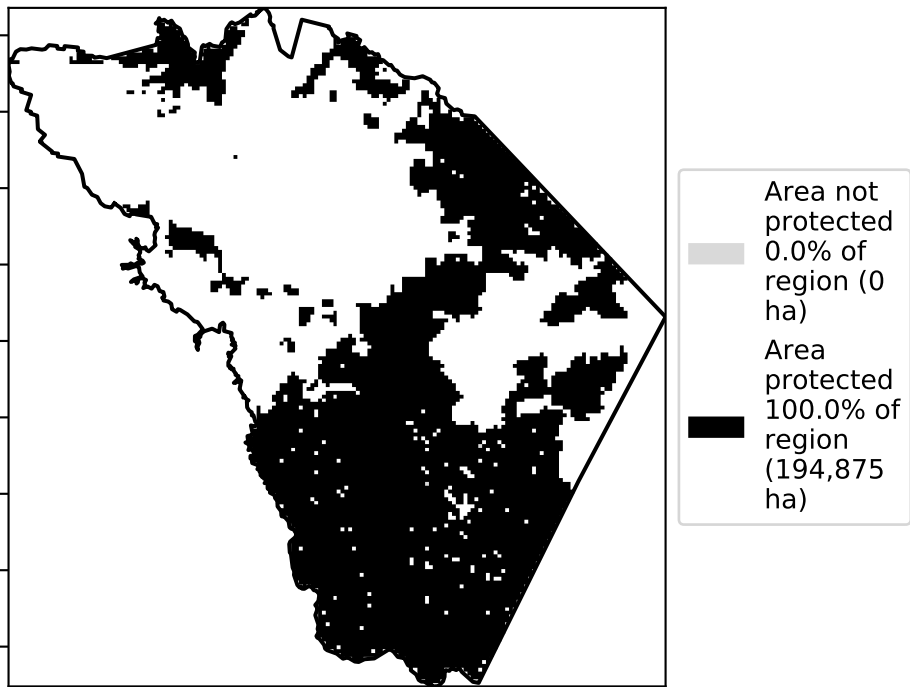 Area not
protected
0.0% of
region (0
ha)
Area
protected
100.0% of
region
(194,875
ha)